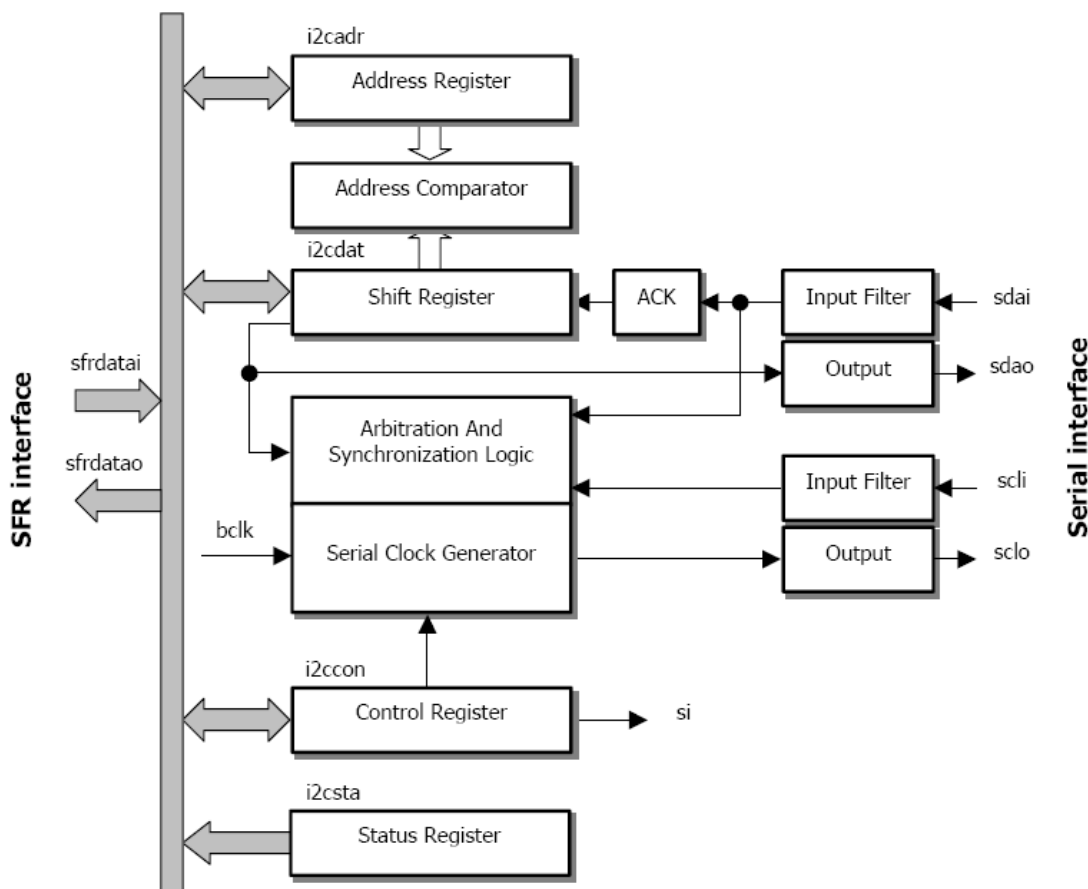 i2cadr
Address Register
Address Comparator
i2cdat
Shift Register
ACK
Input Filter
sdai
Output
sdao
sfrdatai
SFR interface
sfrdatao
Arbitration And
Synchronization Logic
Input Filter
scli
Serial interface
bclk
Serial Clock Generator
Output
sclo
i2ccon
Control Register
si
i2csta
Status Register